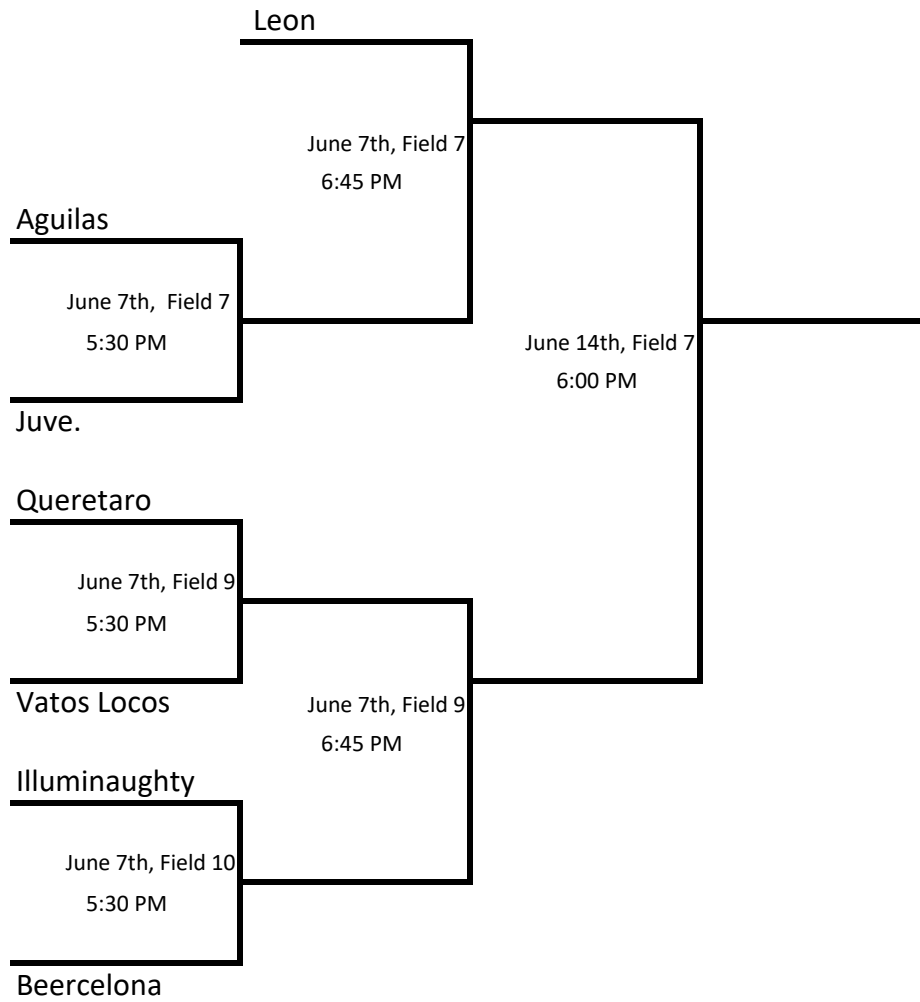 Leon
June 7th, Field 7
6:45 PM
Aguilas
June 7th,  Field 7
5:30 PM
June 14th, Field 7
6:00 PM
Juve.
Queretaro
June 7th, Field 9
5:30 PM
Vatos Locos
June 7th, Field 9
6:45 PM
Illuminaughty
June 7th, Field 10
5:30 PM
Beercelona